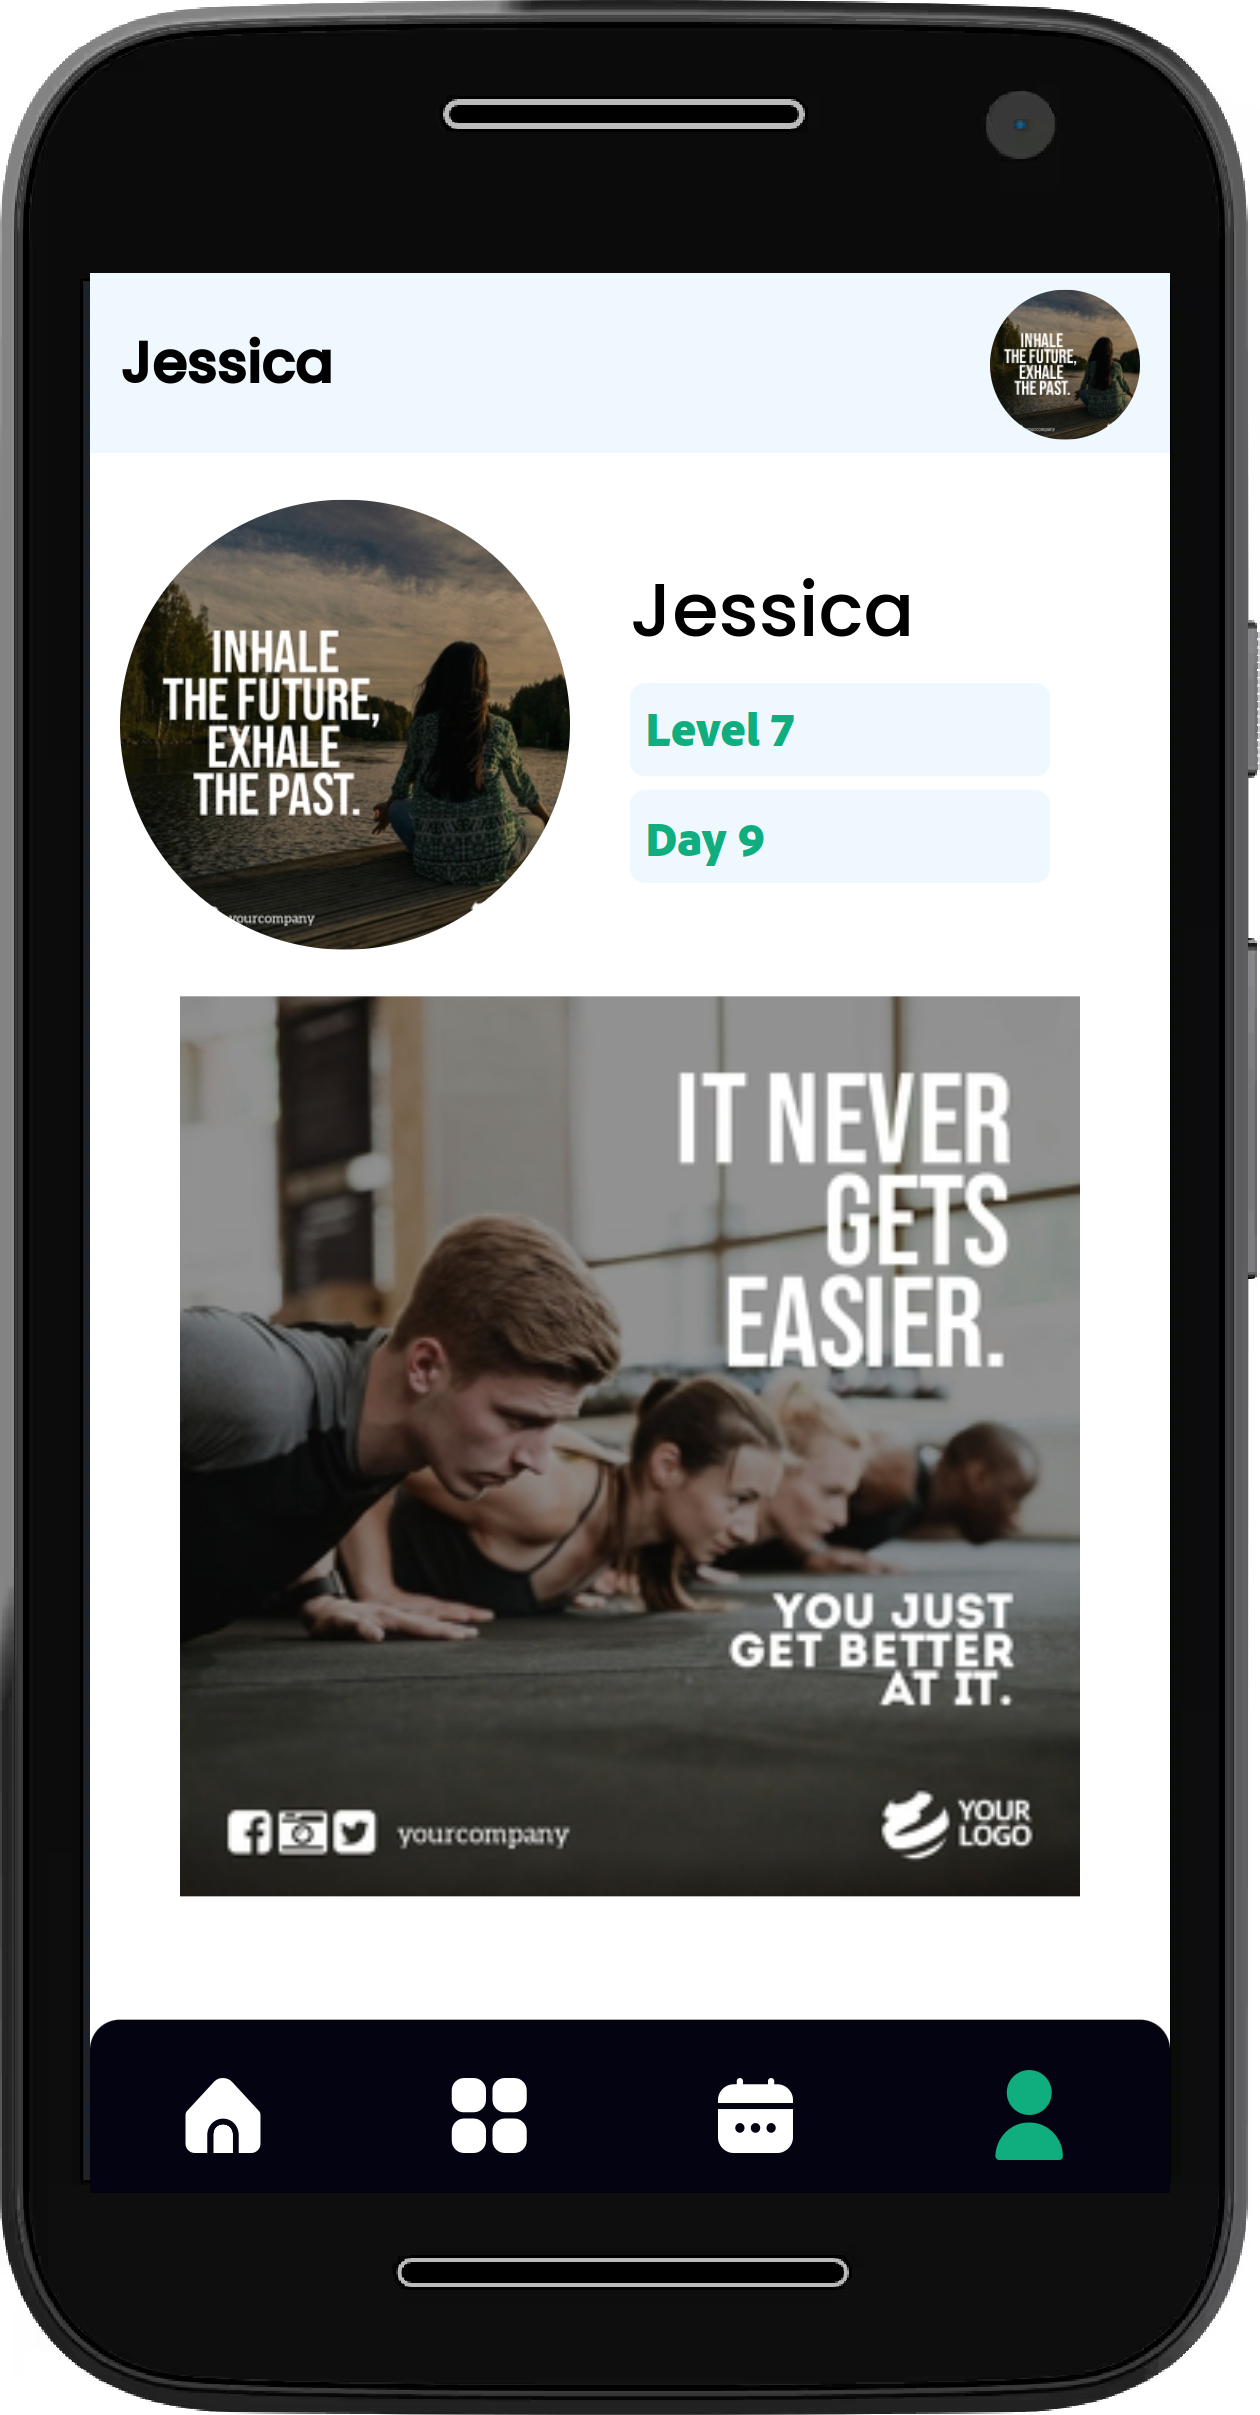 Jessica
INHALE
THE FUTURE,
EXHALE
THE PAST.
yourcompany
INHALE
THE FUTURE,
EXHALE
THE PAST.
yourcompany
Jessica
Level 7
Day 9
IT NEVER
GETS
EASIER.
YOU JUST
GET BETTER
AT IT.
yourcompany
YOUR
LOGO